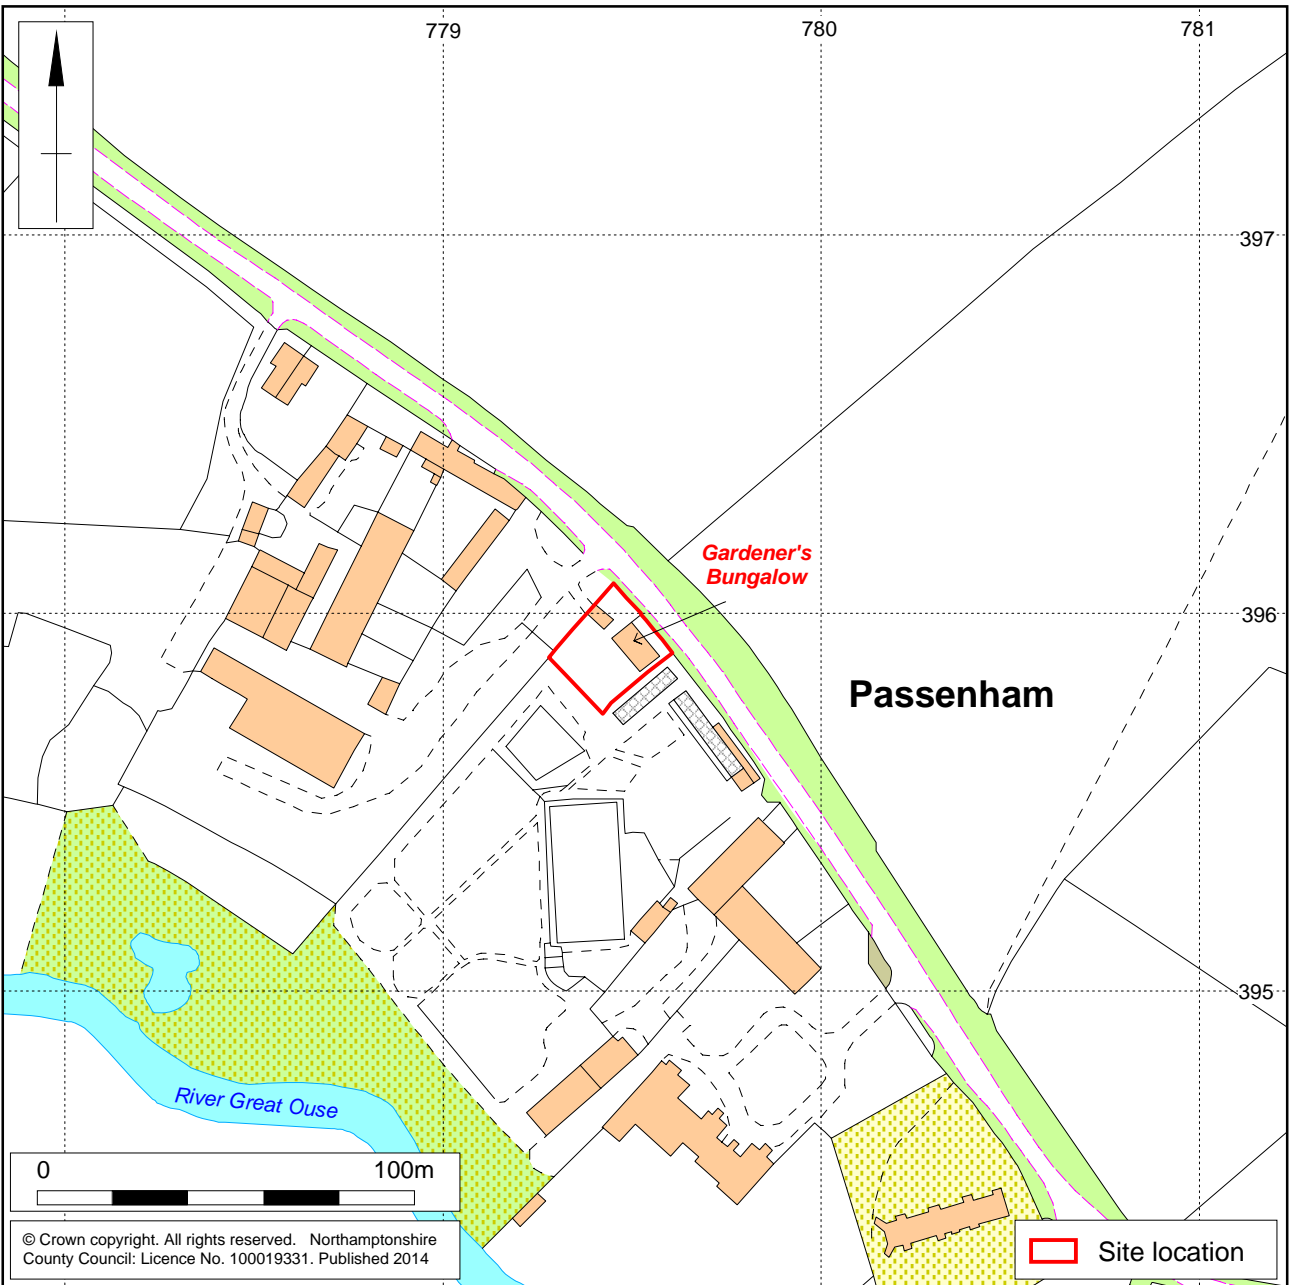 779
780
781
397
Gardener's
Bungalow
396
Passenham
395
River Great Ouse
0 100m
© Crown copyright. All rights reserved. Northamptonshire
County Council: Licence No. 100019331. Published 2014
Site location